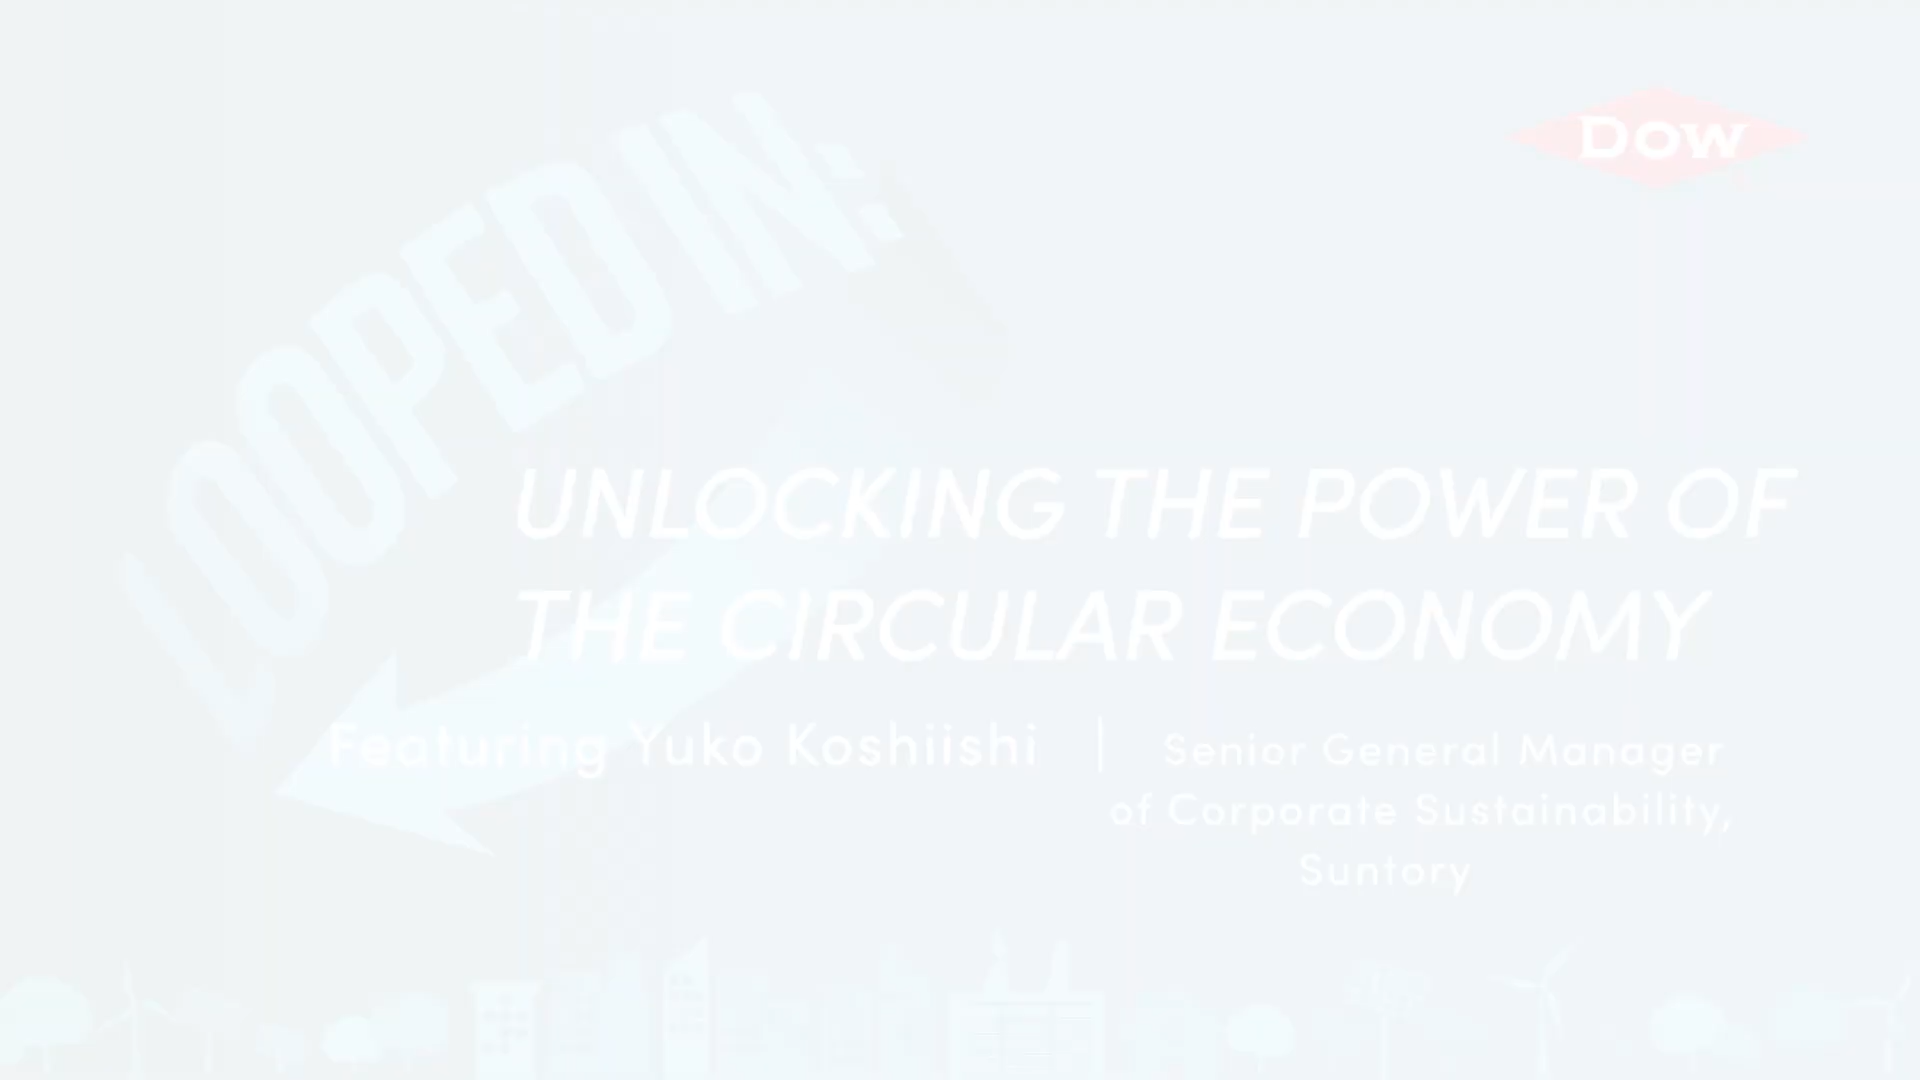 LOOPED IN:
Dow
UNLOCKING THE POWER OF
THE CIRCULAR ECONOMY
Featuring Yuko Koshiishi | Senior General Manager
of Corporate Sustainability,
Suntory